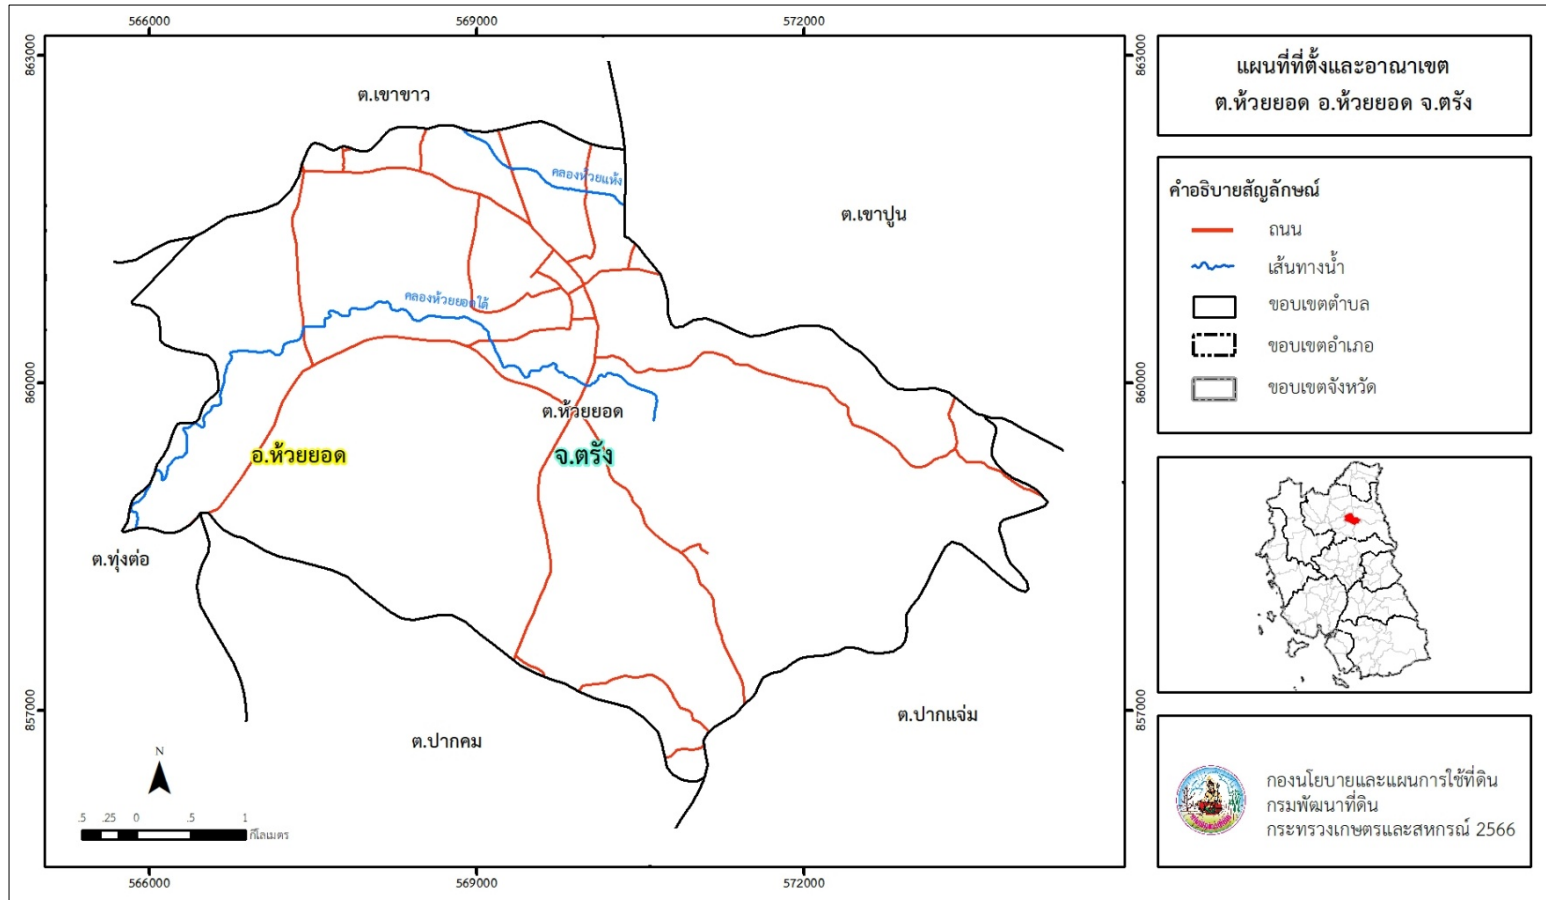 566000
569000
572000
863000
863000
แผนที่ที่ตั้งและอาณาเขต
ต.ห้วยยอด อ.ห้วยยอด จ.ตรัง
ต.เขาขาว
คลองห้วยแห้ง
ต.เขาปูน
คำอธิบายสัญลักษณ์
ถนน
เส้นทางน้ำ
ขอบเขตตำบล
ขอบเขตอำเภอ
ขอบเขตจังหวัด
คลองห้วยยอดใต้
860000
860000
ต.ห้วยยอด
อ.ห้วยยอด
จ.ตรัง
ต.ทุ่งต่อ
857000
857000
ต.ปากคม
ต.ปากแจ่ม
N
.5 .25 0 .5 1
กิโลเมตร
กองนโยบายและแผนการใช้ที่ดิน
กรมพัฒนาที่ดิน
กระทรวงเกษตรและสหกรณ์ 2566
566000
569000
572000